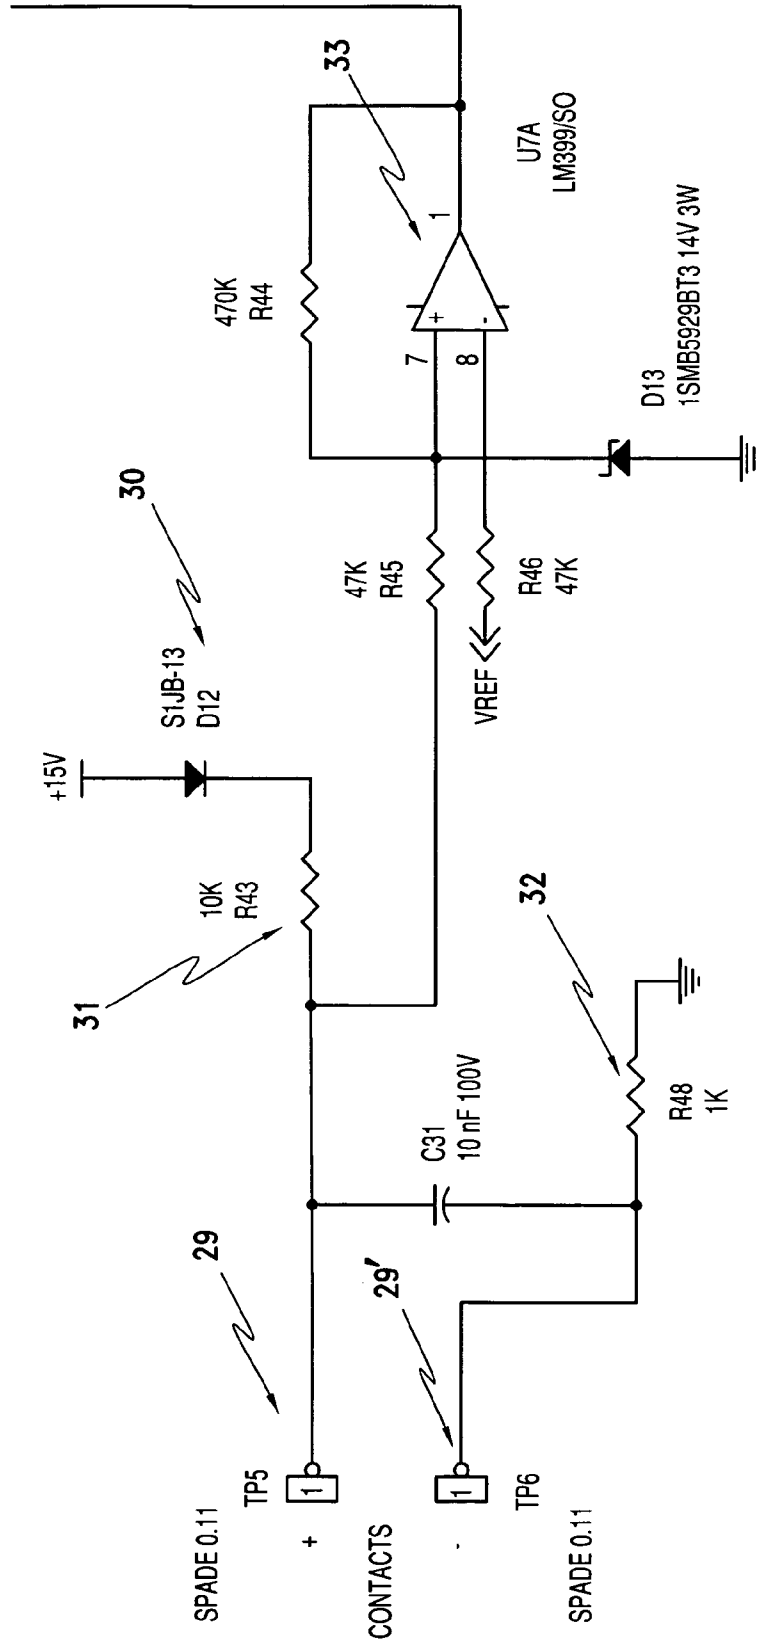 33
U7A
LM399/SO
1
470K
R44
+
-
7
8
D13
1SMB5929BT3 14V 3W
30
47K
R45
R46
47K
VREF
S1JB-13
D12
+15V
10K
R43
31
32
R48
1K
C31
10 nF 100V
29
29'
SPADE 0.11
TP5
+
1
CONTACTS
-
1
TP6
SPADE 0.11